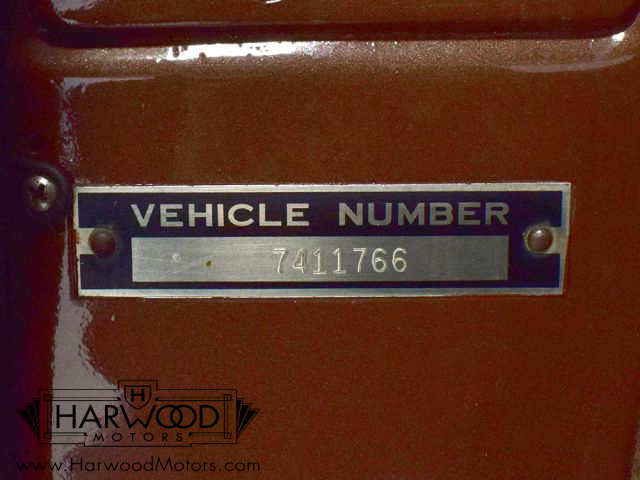 VEHICLE NUMBER
7411766
H
HARWOOD
MOTORS
www.HarwoodMotors.com